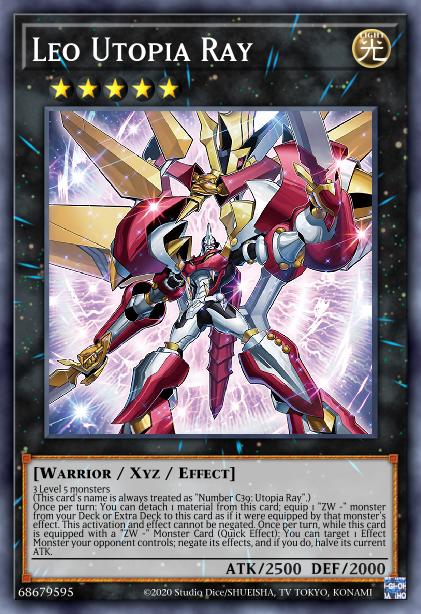 Leo Utopia Ray
LIGHT
光
[Warrior / Xyz / Effect]
3 Level 5 monsters
(This card's name is always treated as "Number C39: Utopia Ray".)
Once per turn: You can detach 1 material from this card; equip 1 "ZW -" monster
from your Deck or Extra Deck to this card as if it were equipped by that monster's
effect. This activation and effect cannot be negated. Once per turn, while this card
is equipped with a "ZW -" Monster Card (Quick Effect): You can target 1 Effect
Monster your opponent controls; negate its effects, and if you do, halve its current
ATK.
ATK/2500 DEF/2000
68679595 ©2020 Studio Dice/SHUEISHA, TV TOKYO, KONAMI